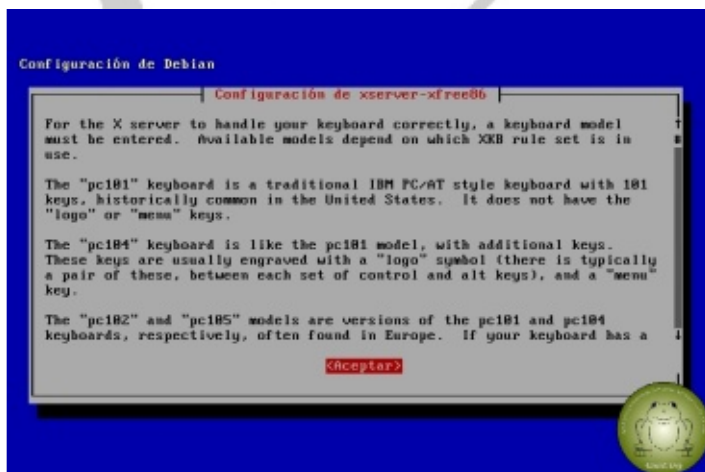 Configuración de Debian
Configuración de xserver-xfree86
For the X server to handle your keyboard correctly, a keyboard model
must be entered.  Available models depend on which XKB rule set is in
use.
The "pc101" keyboard is a traditional IBM PC/AT style keyboard with 101
keys, historically common in the United States.  It does not have the
"logo" or "menu" keys.
The "pc104" keyboard is like the pc101 model, with additional keys.
These keys are usually engraved with a "logo" symbol (there is typically
a pair of these, between each set of control and alt keys), and a "menu"
key.
The "pc102" and "pc105" models are versions of the pc101 and pc104
keyboards, respectively, often found in Europe.  If your keyboard has a
<Aceptar>